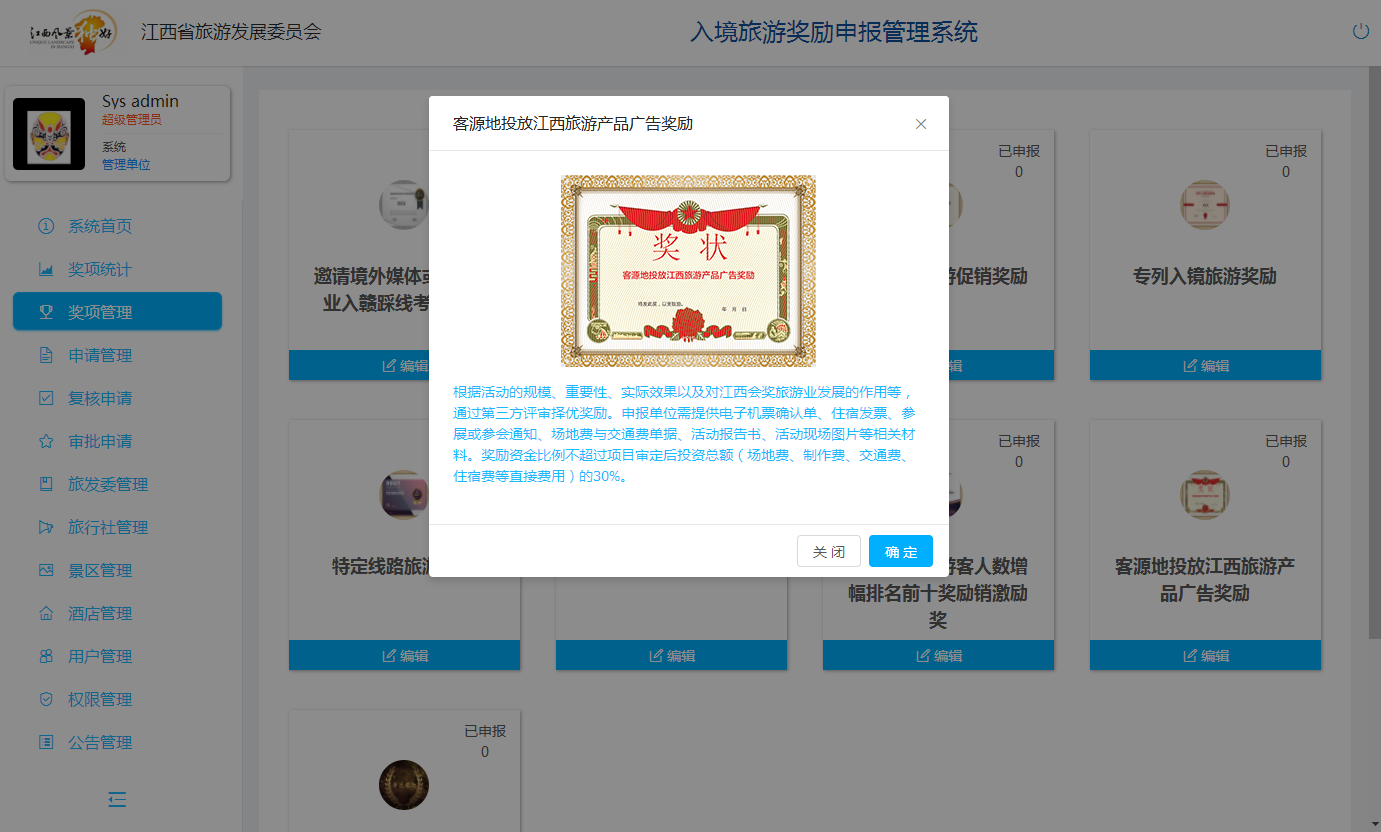 江西风景独好
江西省旅游发展委员会
入境旅游奖励申报管理系统
Sys admin
超级管理员
系统
管理单位
系统首页
奖项统计
奖项管理
申请管理
复核申请
审批申请
旅发委管理
旅行社管理
景区管理
酒店管理
用户管理
权限管理
公告管理
邀请境外媒体或
业入赣踩线考
编辑
已申报
0
游促销奖励
辑
已申报
0
专列入镜旅游奖励
编辑
特定线路旅游
编辑
编辑
已申报
0
游客人数增
幅排名前十奖励销激励
奖
编辑
已申报
0
客源地投放江西旅游产
品广告奖励
编辑
已申报
0
客源地投放江西旅游产品广告奖励
奖 状
客源地投放江西旅游产品广告奖励
特发此奖，以资鼓励。
年 月 日
根据活动的规模、重要性、实际效果以及对江西会奖旅游业发展的作用等，
通过第三方评审择优奖励。申报单位需提供电子机票确认单、住宿发票、参
展或参会通知、场地费与交通费单据、活动报告书、活动现场图片等相关材
料。奖励资金比例不超过项目审定后投资总额（场地费、制作费、交通费、
住宿费等直接费用）的30%。
关 闭
确 定